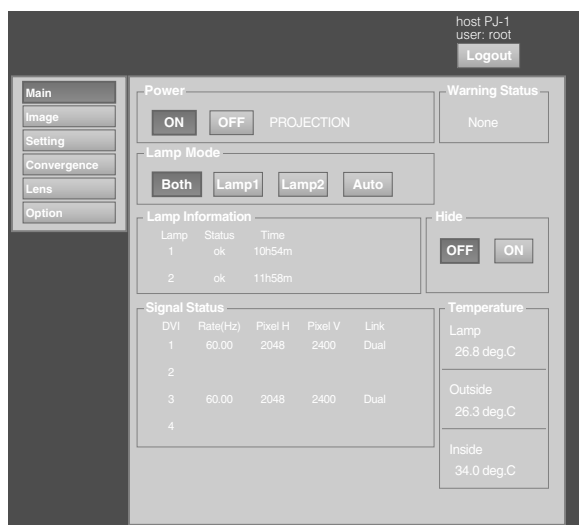 host PJ-1
user: root
Logout
Main
Image
Setting
Convergence
Lens
Option
Power
ON OFF PROJECTION
Warning Status
None
Lamp Mode
Both Lamp1 Lamp2 Auto
Lamp Information
Lamp Status Time
1 ok 10h54m
2 ok 11h58m
Hide
OFF ON
Signal Status
DVI Rate(Hz) Pixel H Pixel V Link
1 60.00 2048 2400 Dual
2
3 60.00 2048 2400 Dual
4
Temperature
Lamp
26.8 deg.C
Outside
26.3 deg.C
Inside
34.0 deg.C